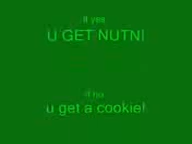 If yes
U GET NUTN!
If no
u get a cookie!